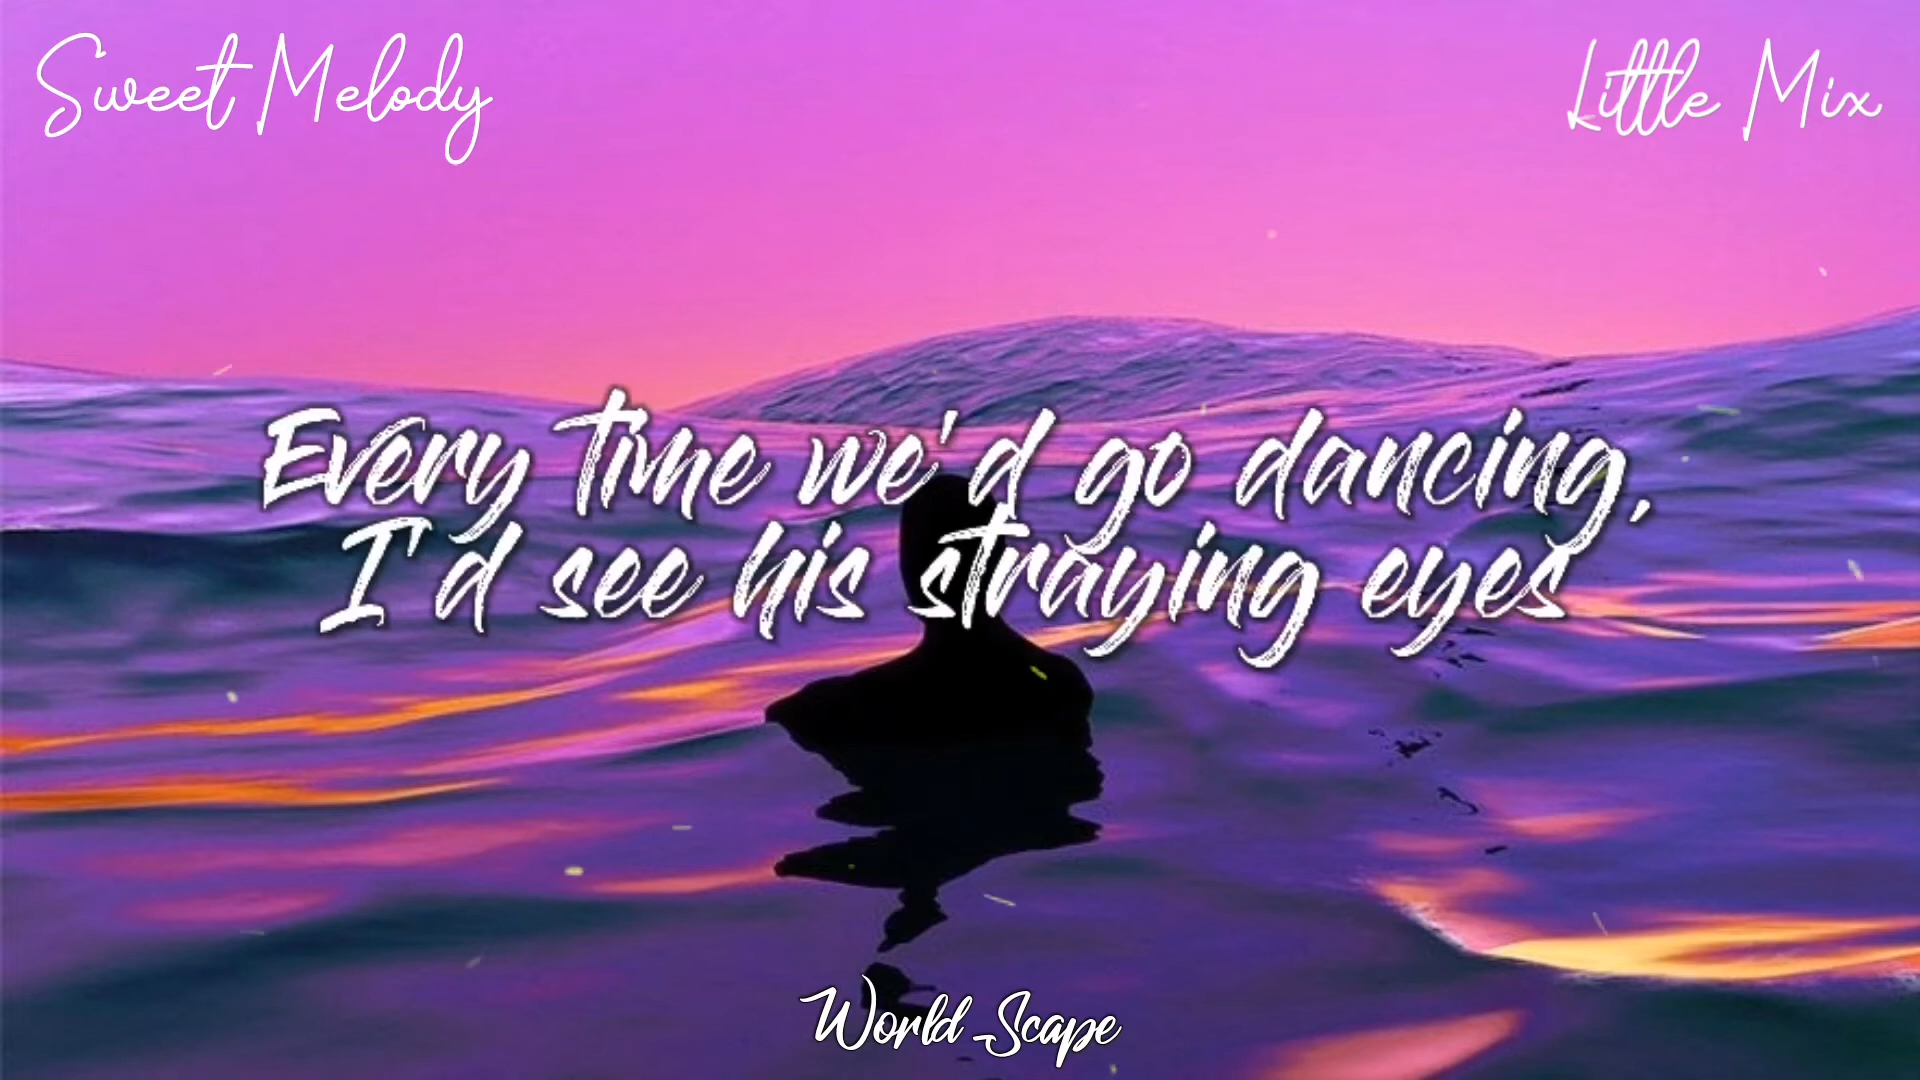 Sweet Melody
Little Mix
Every time we'd go dancing,
I'd see his straying eyes
World Scape